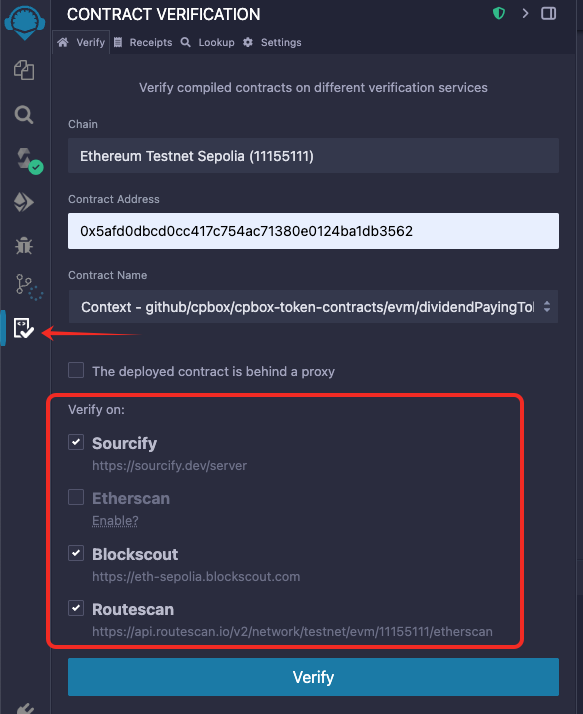 CONTRACT VERIFICATION
Verify Receipts Lookup Settings
Verify compiled contracts on different verification services
Chain
Ethereum Testnet Sepolia (11155111)
Contract Address
0x5afd0dbcd0cc417c754ac71380e0124ba1db3562
Contract Name
Context - github/cpbox/cpbox-token-contracts/evm/dividendPayingTol
The deployed contract is behind a proxy
Verify on:
Sourcify
https://sourcify.dev/server
Etherscan
Enable?
Blockscout
https://eth-sepolia.blockscout.com
Routescan
https://api.routescan.io/v2/network/testnet/evm/11155111/etherscan
Verify